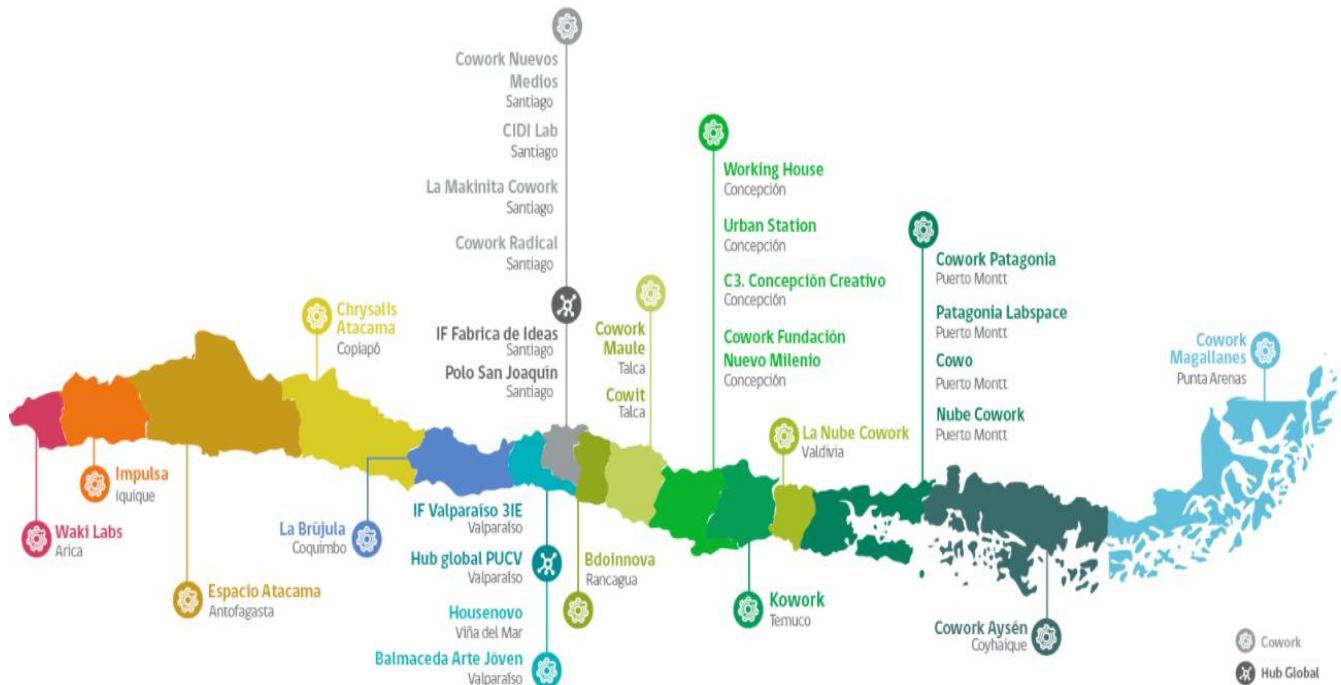 Cowork Nuevos
Medios
Santiago
CIDI Lab
Santiago
La Makinita Cowork
Santiago
Cowork Radical
Santiago
IF Fabrica de Ideas
Santiago
Polo San Joaquín
Santiago
Working House
Concepción
Urban Station
Concepción
C3. Concepción Creativo
Concepción
Cowork Fundación
Nuevo Milenio
Concepción
Cowork Patagonia
Puerto Montt
Patagonia Labspace
Puerto Montt
Cowo
Puerto Montt
Nube Cowork
Puerto Montt
Cowork
Magallanes
Punta Arenas
Chrysalis
Atacama
Copiapó
Cowork
Maule
Talca
Cowit
Talca
La Nube Cowork
Valdivia
Impulsa
Iquique
Waki Labs
Arica
Espacio Atacama
Antofagasta
La Brújula
Coquimbo
IF Valparaíso 3IE
Valparaíso
Hub global PUCV
Valparaíso
Housenovo
Viña del Mar
Balmaceda Arte Jóven
Valparaíso
Bdoinnova
Rancagua
Kowork
Temuco
Cowork Aysén
Coyhaique
Cowork
Hub Global